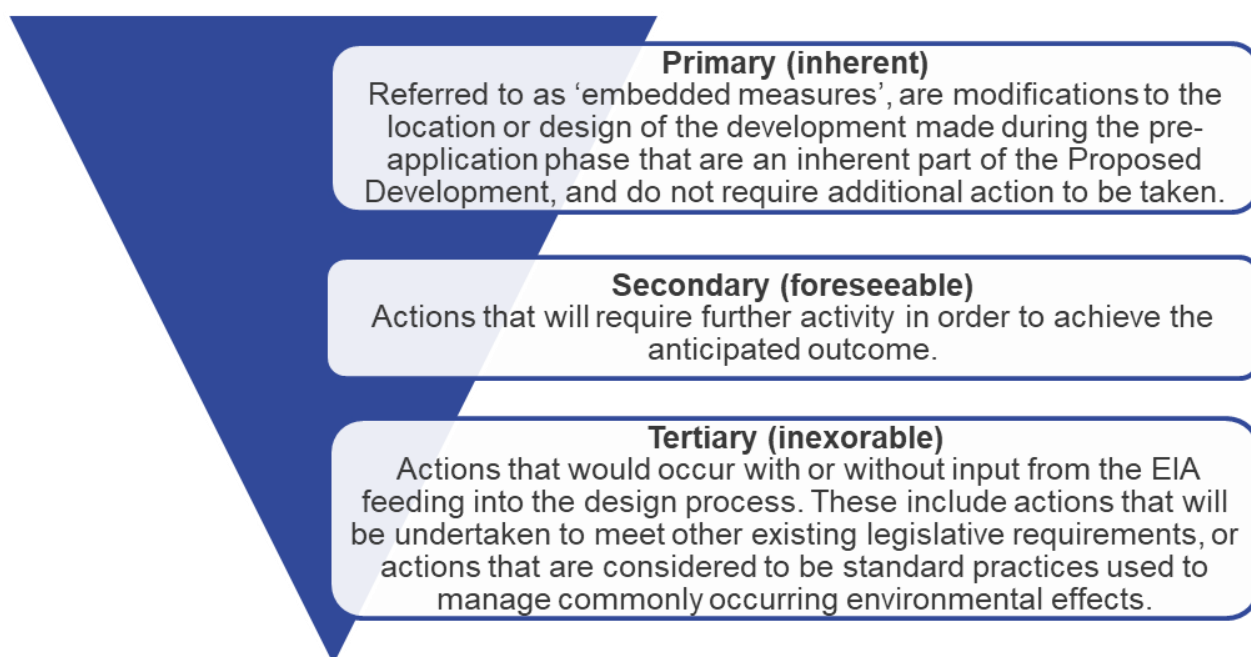 Primary (inherent)
Referred to as ‘embedded measures’, are modifications to the
location or design of the development made during the pre-
application phase that are an inherent part of the Proposed
Development, and do not require additional action to be taken.
Secondary (foreseeable)
Actions that will require further activity in order to achieve the
anticipated outcome.
Tertiary (inexorable)
Actions that would occur with or without input from the EIA
feeding into the design process. These include actions that will
be undertaken to meet other existing legislative requirements, or
actions that are considered to be standard practices used to
manage commonly occurring environmental effects.